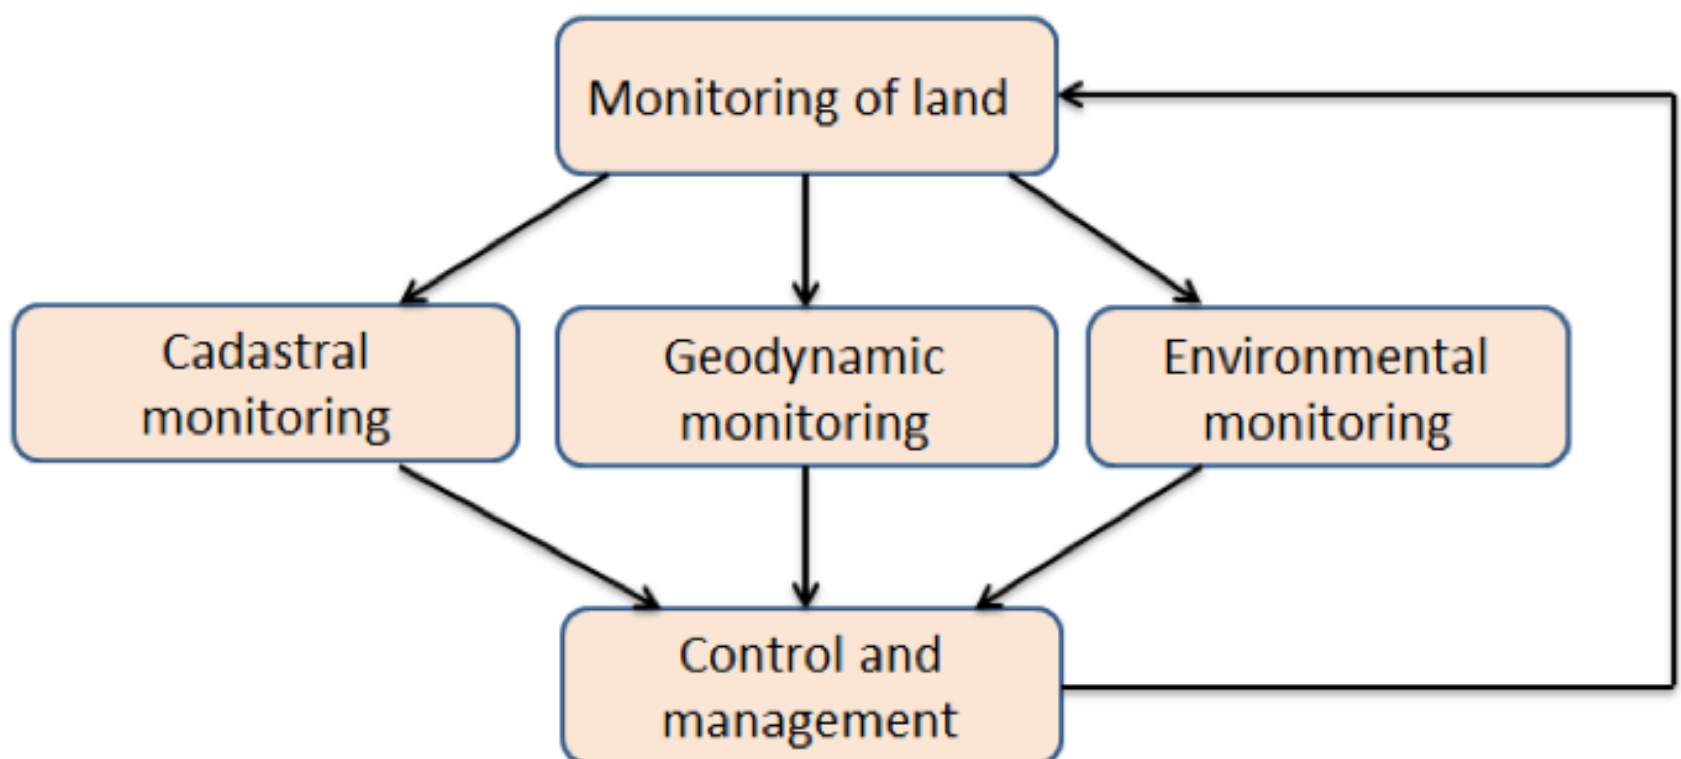 Monitoring of land
Cadastral
monitoring
Geodynamic
monitoring
Environmental
monitoring
Control and
management